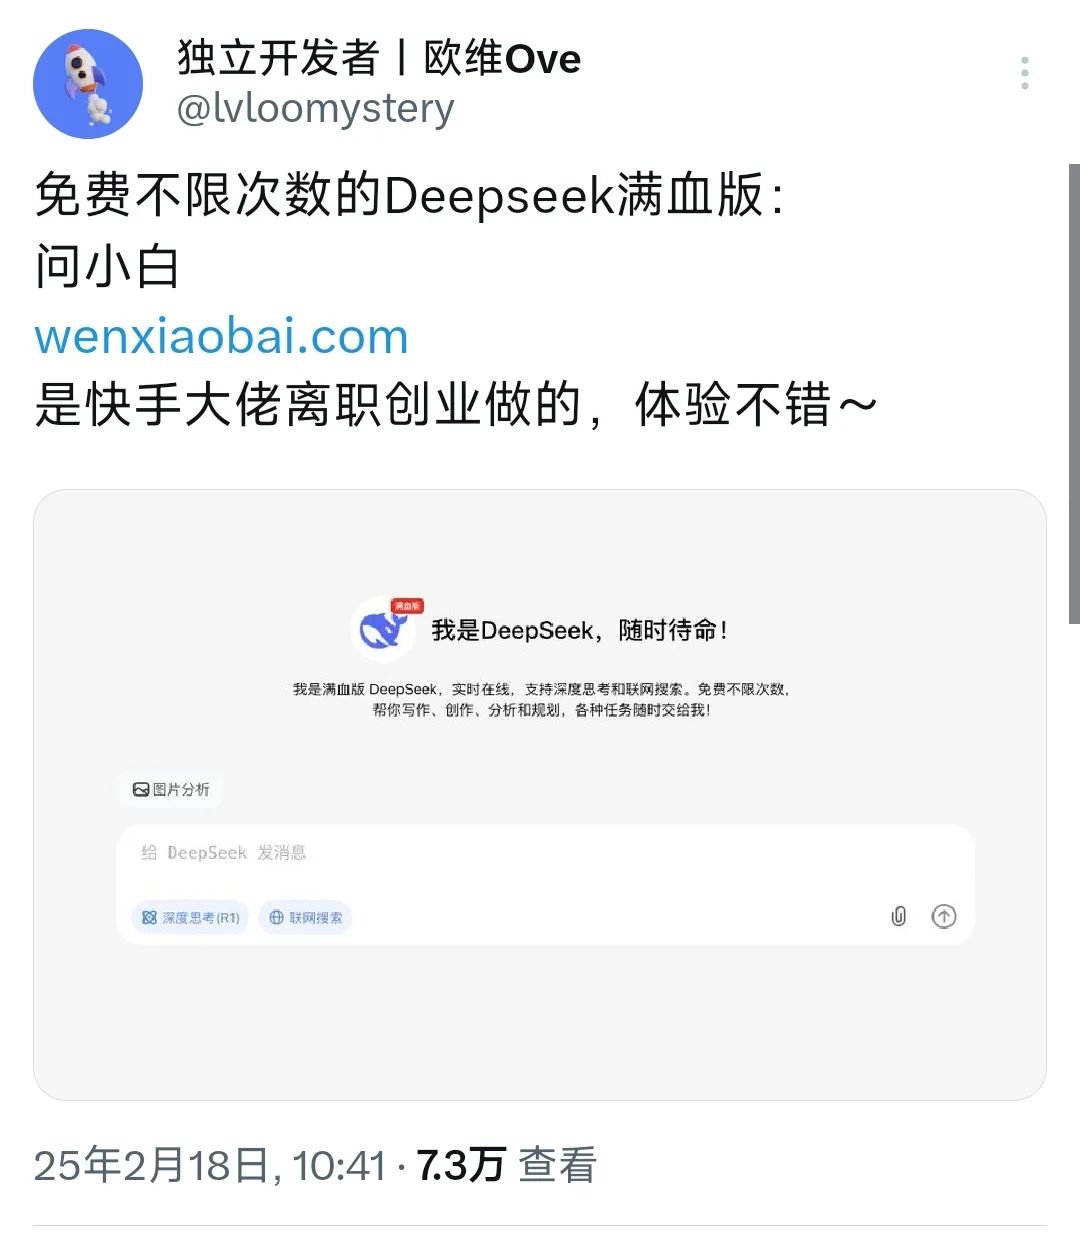 独立开发者丨欧维Ove
@lvloomystery
免费不限次数的Deepseek满血版：
问小白
wenxiaobai.com
是快手大佬离职创业做的，体验不错～
满血版
我是DeepSeek，随时待命！
我是满血版 DeepSeek，实时在线，支持深度思考和联网搜索。免费不限次数，
帮你写作、创作、分析和规划，各种任务随时交给我！
图片分析
给 DeepSeek 发消息
深度思考(R1) 联网搜索
25年2月18日, 10:41 · 7.3万 查看